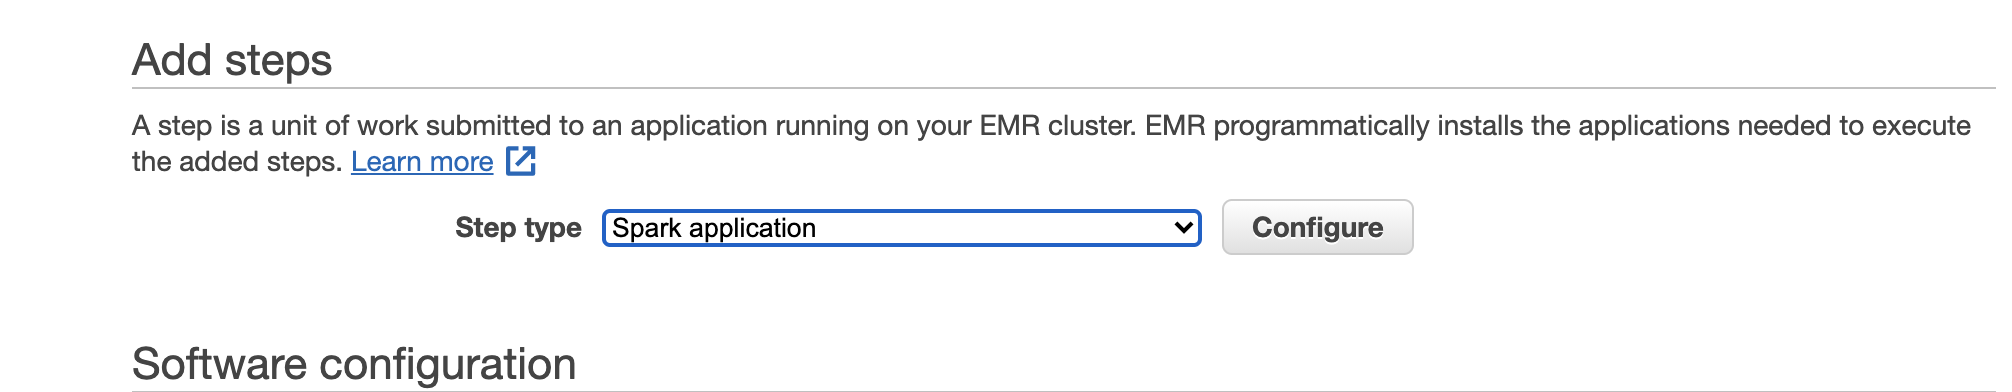 Add steps
A step is a unit of work submitted to an application running on your EMR cluster. EMR programmatically installs the applications needed to execute
the added steps. Learn more
Step type Spark application Configure
Software configuration